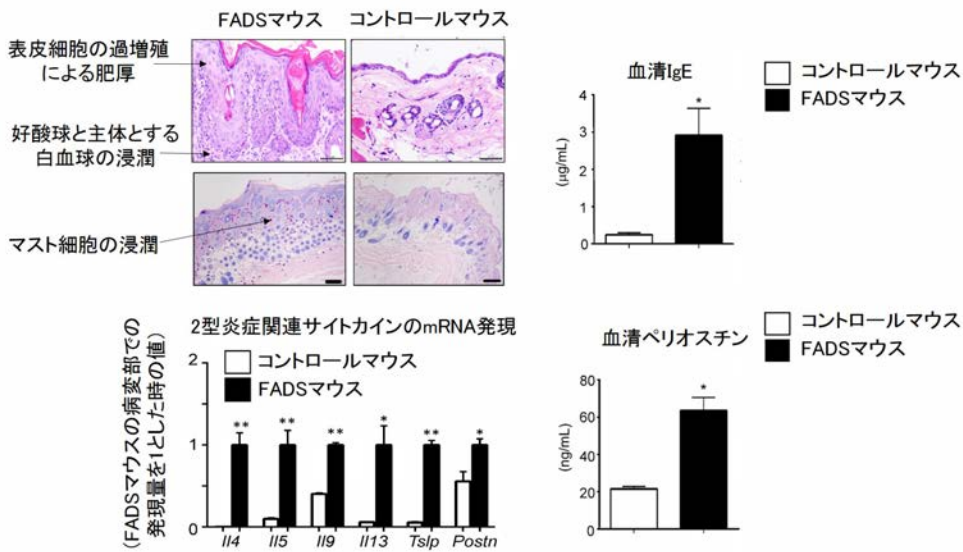 FADSマウス
コントロールマウス
表皮細胞の過増殖
による肥厚
好酸球と主体とする
白血球の浸潤
マスト細胞の浸潤
血清IgE
コントロールマウス
FADSマウス
*
(μg/mL)
4
3
2
1
0
2型炎症関連サイトカインのmRNA発現
コントロールマウス
FADSマウス
(FADSマウスの病変部での
発現量を1とした時の値)
2
1
0
** ** ** * ** *
Il4 Il5 Il9 Il13 Tslp Postn
血清ペリオスチン
コントロールマウス
FADSマウス
*
(ng/mL)
80
60
40
20
0